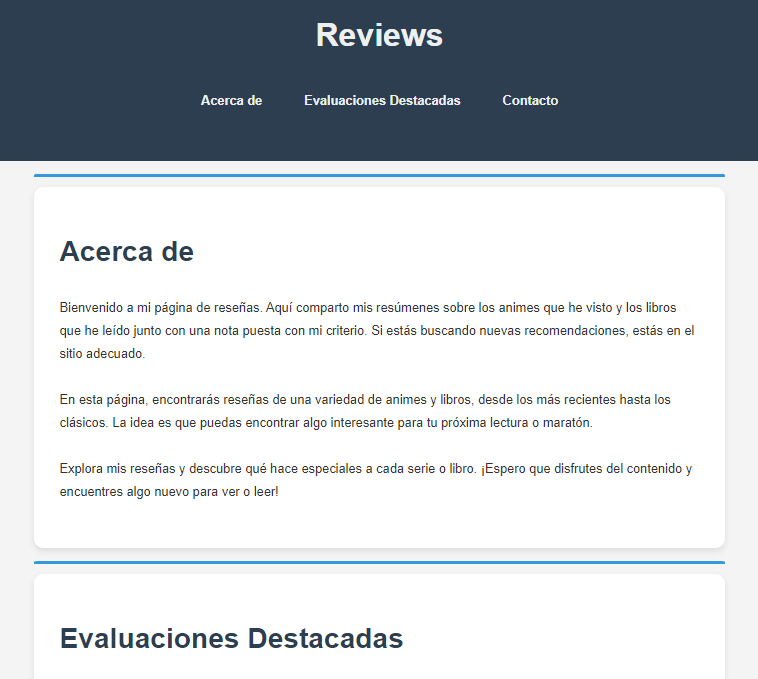 Reviews
Acerca de Evaluaciones Destacadas Contacto
Acerca de
Bienvenido a mi página de reseñas. Aquí comparto mis resúmenes sobre los animes que he visto y los libros
que he leído junto con una nota puesta con mi criterio. Si estás buscando nuevas recomendaciones, estás en el
sitio adecuado.
En esta página, encontrarás reseñas de una variedad de animes y libros, desde los más recientes hasta los
clásicos. La idea es que puedas encontrar algo interesante para tu próxima lectura o maratón.
Explora mis reseñas y descubre qué hace especiales a cada serie o libro. ¡Espero que disfrutes del contenido y
encuentres algo nuevo para ver o leer!
Evaluaciones Destacadas